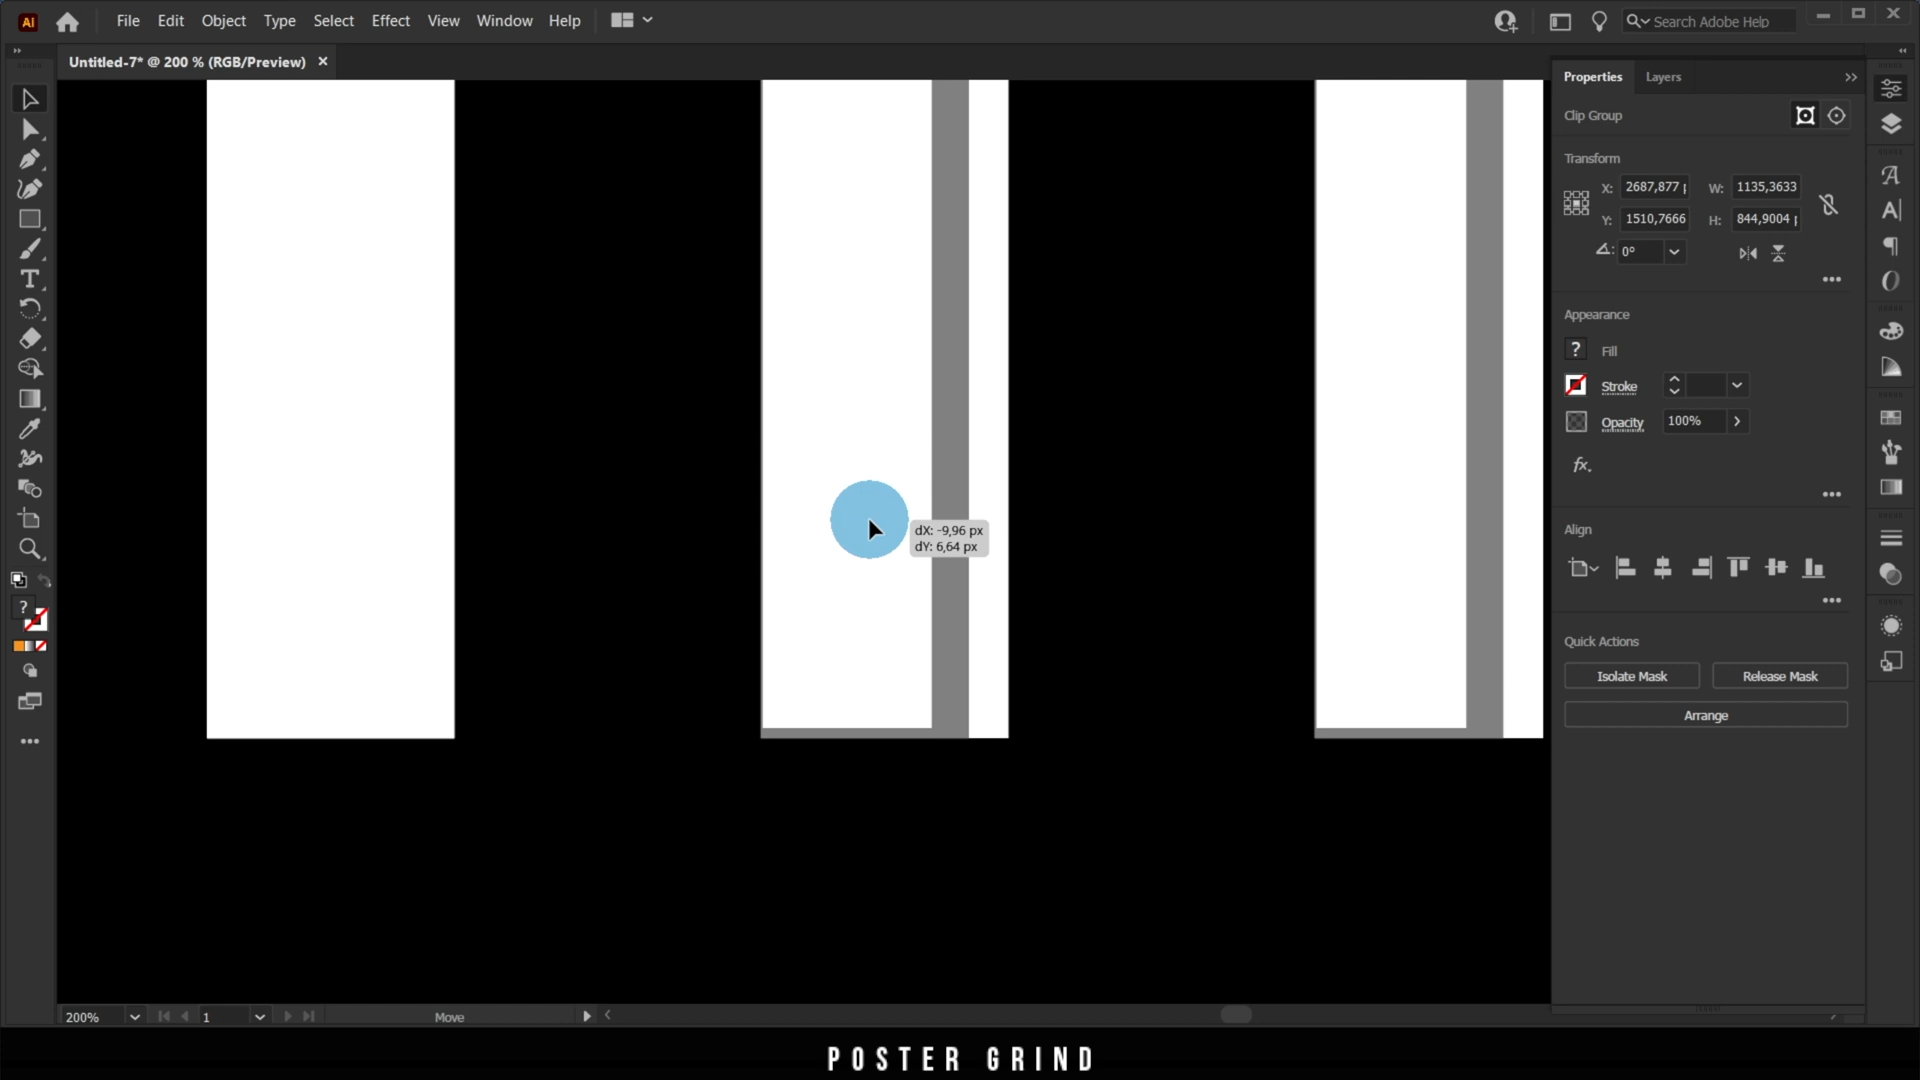 Ai File Edit Object Type Select Effect View Window Help Search Adobe Help
Untitled-7* @ 200 % (RGB/Preview) ×
Properties Layers
Clip Group
Transform
X: 2687,877 W: 1135,3633
Y: 1510,7666 H: 844,9004
0°
Appearance
? Fill
Stroke
Opacity 100%
fx.
Align
Quick Actions
Isolate Mask Release Mask
Arrange
dX: -9,96 px
dY: 6,64 px
?
200% 1 Move
POSTER GRIND